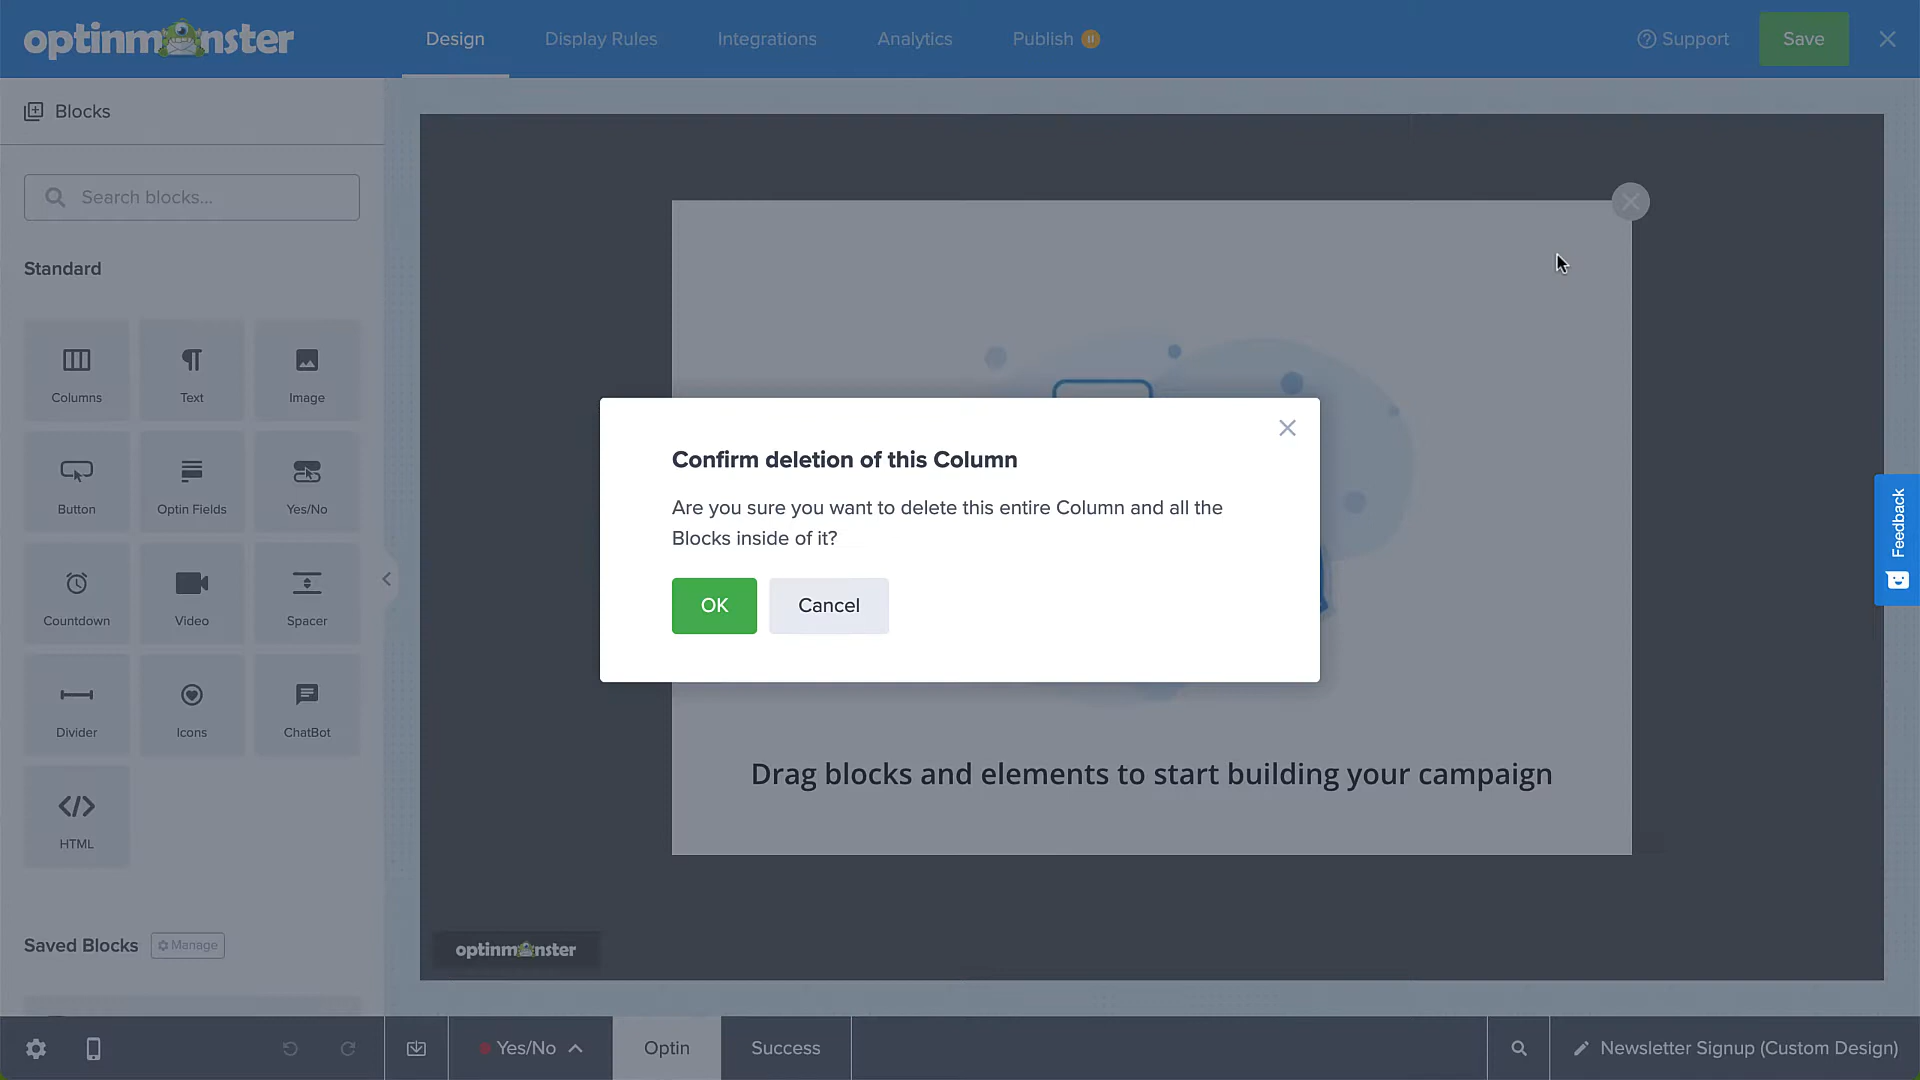 optinmonster
Design
Display Rules
Integrations
Analytics
Publish
Support
Save
Blocks
Search blocks...
Standard
Columns
Text
Image
Button
Optin Fields
Yes/No
Countdown
Video
Spacer
Divider
Icons
ChatBot
HTML
Saved Blocks
Manage
Confirm deletion of this Column
Are you sure you want to delete this entire Column and all the
Blocks inside of it?
OK
Cancel
Drag blocks and elements to start building your campaign
optinmonster
Feedback
Yes/No
Optin
Success
Newsletter Signup (Custom Design)